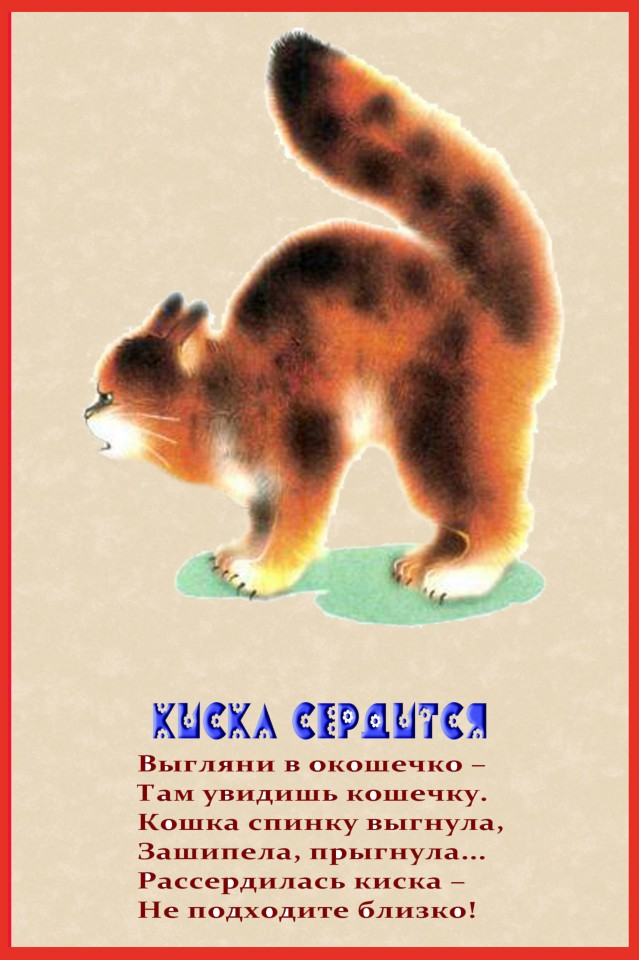 КИСКА СЕРДИТСЯ
Выгляни в окошечко –
Там увидишь кошечку.
Кошка спинку выгнула,
Зашипела, прыгнула...
Рассердилась киска –
Не подходите близко!